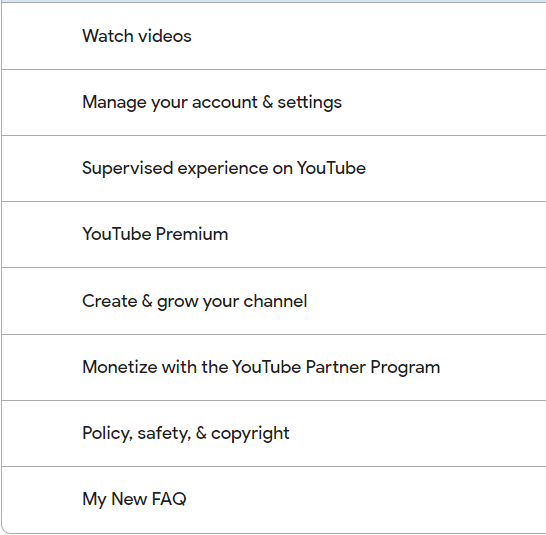 Watch videos
Manage your account & settings
Supervised experience on YouTube
YouTube Premium
Create & grow your channel
Monetize with the YouTube Partner Program
Policy, safety, & copyright
My New FAQ